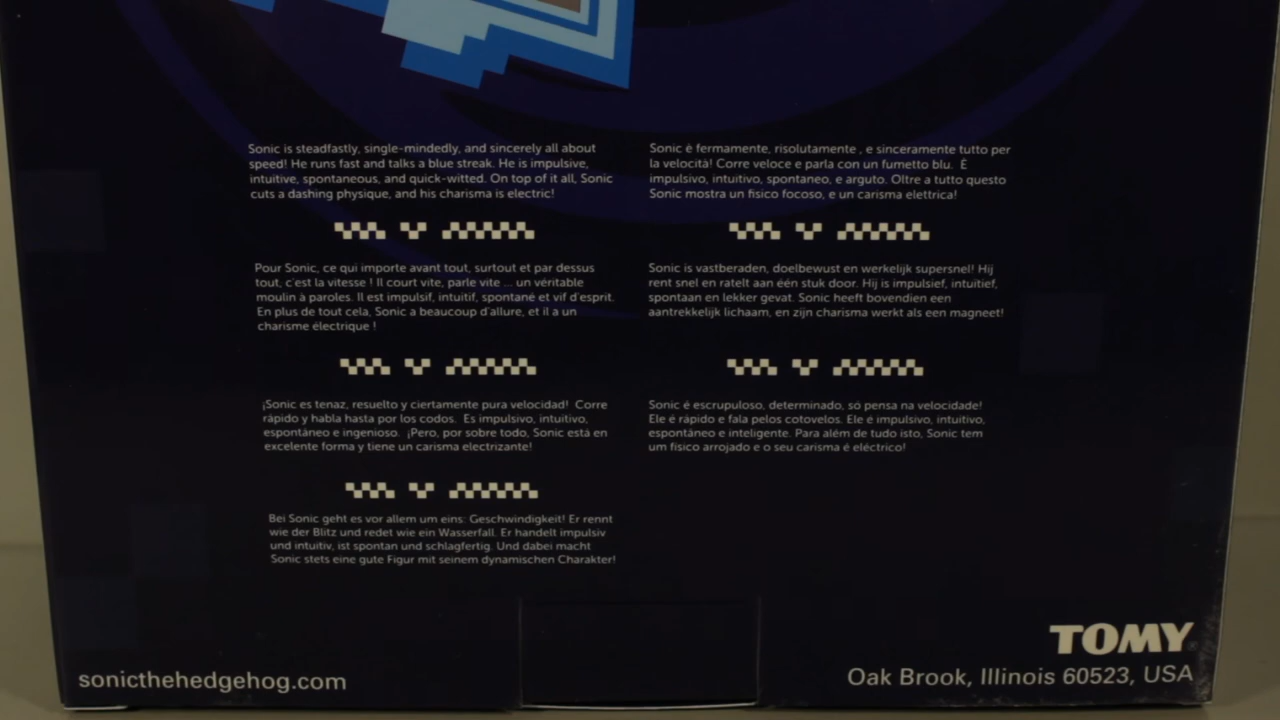 Sonic is steadfastly, single-mindedly, and sincerely all about
speed! He runs fast and talks a blue streak. He is impulsive,
intuitive, spontaneous, and quick-witted. On top of it all, Sonic
cuts a dashing physique, and his charisma is electric!
Pour Sonic, ce qui importe avant tout, surtout et par dessus
tout, c'est la vitesse ! Il court vite, parle vite ... un véritable
moulin à paroles. Il est impulsif, intuitif, spontané et vif d'esprit.
En plus de tout cela, Sonic a beaucoup d'allure, et il a un
charisme électrique !
¡Sonic es tenaz, resuelto y ciertamente pura velocidad! Corre
rápido y habla hasta por los codos. Es impulsivo, intuitivo,
espontáneo e ingenioso. ¡Pero, por sobre todo, Sonic está en
excelente forma y tiene un carisma electrizante!
Bei Sonic geht es vor allem um eins: Geschwindigkeit! Er rennt
wie der Blitz und redet wie ein Wasserfall. Er handelt impulsiv
und intuitiv, ist spontan und schlagfertig. Und dabei macht
Sonic stets eine gute Figur mit seinem dynamischen Charakter!
Sonic é fermamente, risolutamente , e sinceramente tutto per
la velocità! Corre veloce e parla con un fumetto blu. È
impulsivo, intuitivo, spontaneo, e arguto. Oltre a tutto questo
Sonic mostra un fisico focoso, e un carisma elettrica!
Sonic is vastberaden, doelbewust en werkelijk supersnel! Hij
rent snel en ratelt aan één stuk door. Hij is impulsief, intuitief,
spontaan en lekker gevat. Sonic heeft bovendien een
aantrekkelijk lichaam, en zijn charisma werkt als een magneet!
Sonic é escrupuloso, determinado, só pensa na velocidade!
Ele é rápido e fala pelos cotovelos. Ele é impulsivo, intuitivo,
espontáneo e inteligente. Para além de tudo isto, Sonic tem
um físico arrojado e o seu carisma é eléctrico!
sonicthehedgehog.com
TOMY
Oak Brook, Illinois 60523, USA